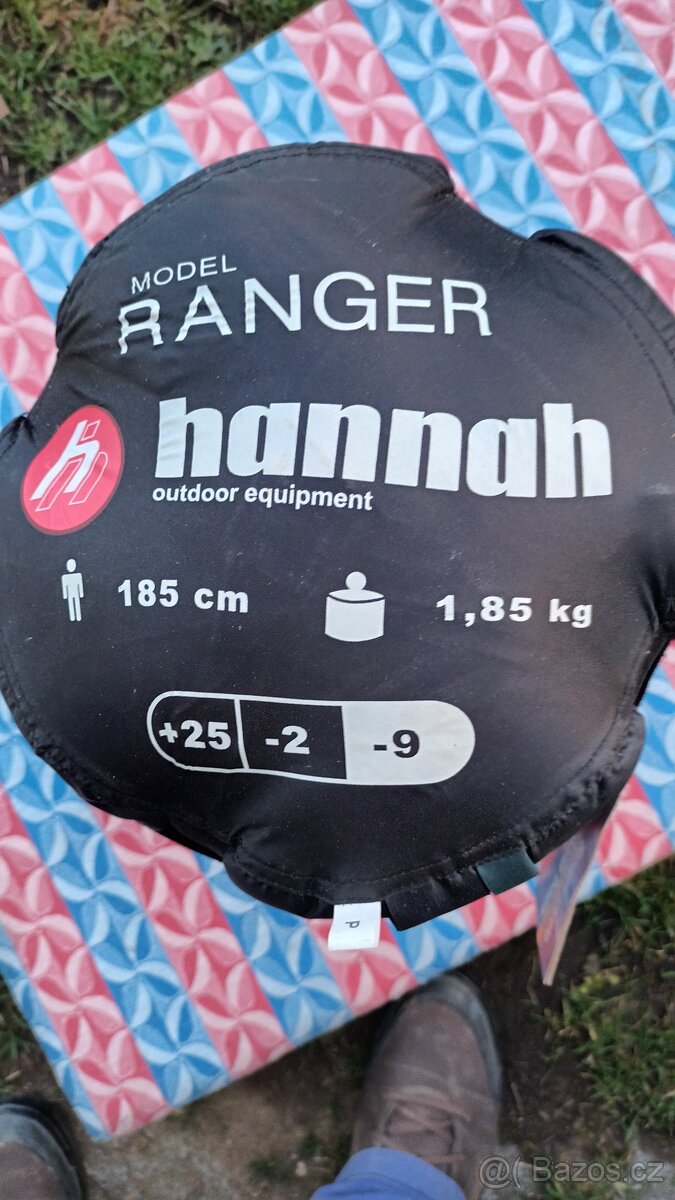 MODEL
RANGER
hannah
outdoor equipment
185 cm
1,85 kg
+25 -2 -9
P
@( Bazos.cz